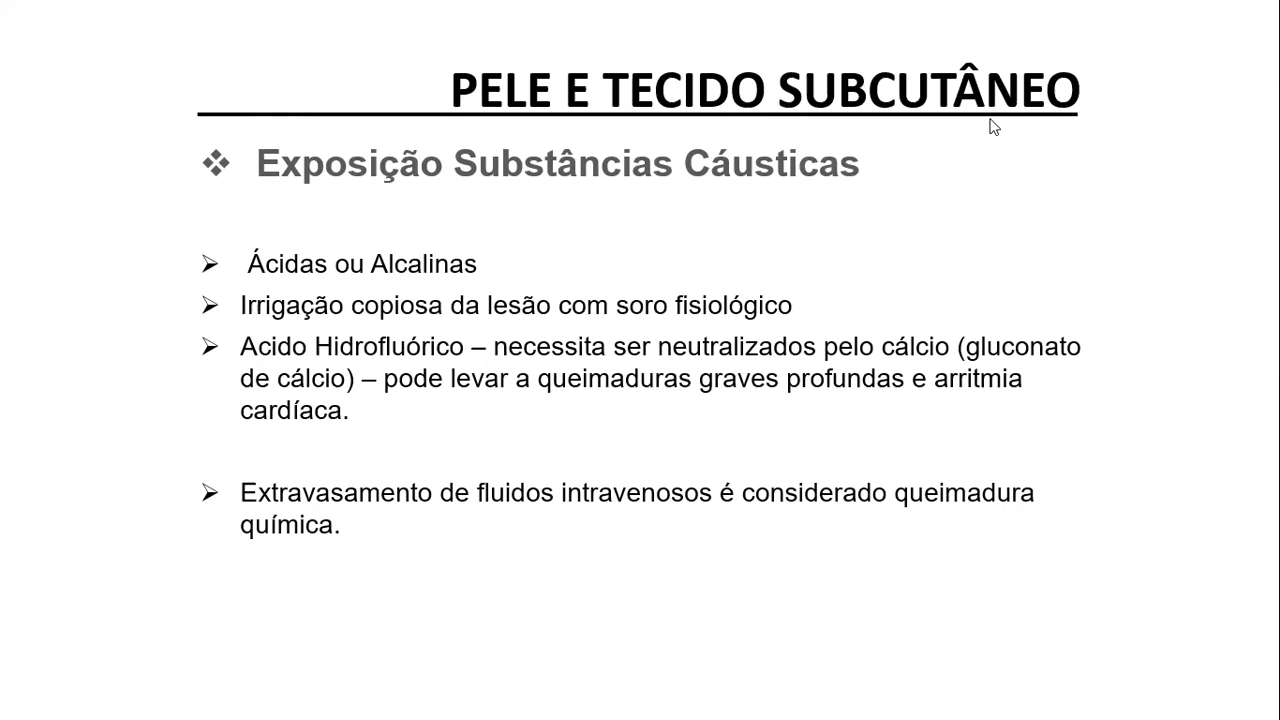 PELE E TECIDO SUBCUTÂNEO
Exposição Substâncias Cáusticas
Ácidas ou Alcalinas
Irrigação copiosa da lesão com soro fisiológico
Acido Hidrofluórico – necessita ser neutralizados pelo cálcio (gluconato
de cálcio) – pode levar a queimaduras graves profundas e arritmia
cardíaca.
Extravasamento de fluidos intravenosos é considerado queimadura
química.